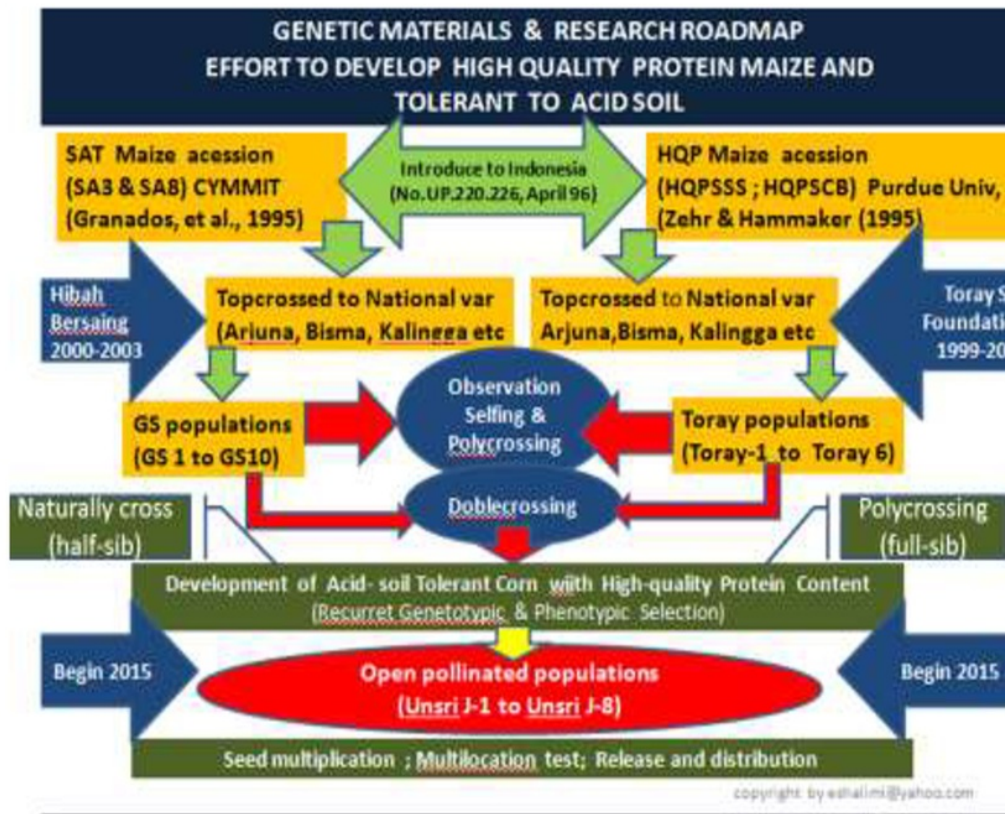 GENETIC MATERIALS & RESEARCH ROADMAP
EFFORT TO DEVELOP HIGH QUALITY PROTEIN MAIZE AND
TOLERANT TO ACID SOIL
SAT Maize acession
(SA3 & SA8) CYMMIT
(Granados, et al., 1995)
Introduce to Indonesia
(No.UP.220.226, April 96)
HQP Maize acession
(HQPSSS ; HQPSCB) Purdue Univ,
(Zehr & Hammaker (1995)
Hibah
Bersaing
2000-2003
Topcrossed to National var
(Arjuna, Bisma, Kalingga etc
Topcrossed to National var
Arjuna,Bisma, Kalingga etc
Toray S
Foundati
1999-20
Observation
Selfing &
Polycrossing
GS populations
(GS 1 to GS10)
Toray populations
(Toray-1 to Toray 6)
Doblecrossing
Naturally cross
(half-sib)
Polycrossing
(full-sib)
Development of Acid- soil Tolerant Corn wiith High-quality Protein Content
(Recurret Genetotypic & Phenotypic Selection)
Begin 2015
Open pollinated populations
(Unsri J-1 to Unsri J-8)
Begin 2015
Seed multiplication ; Multilocation test; Release and distribution
copyright by eshalimi@yahoo.com